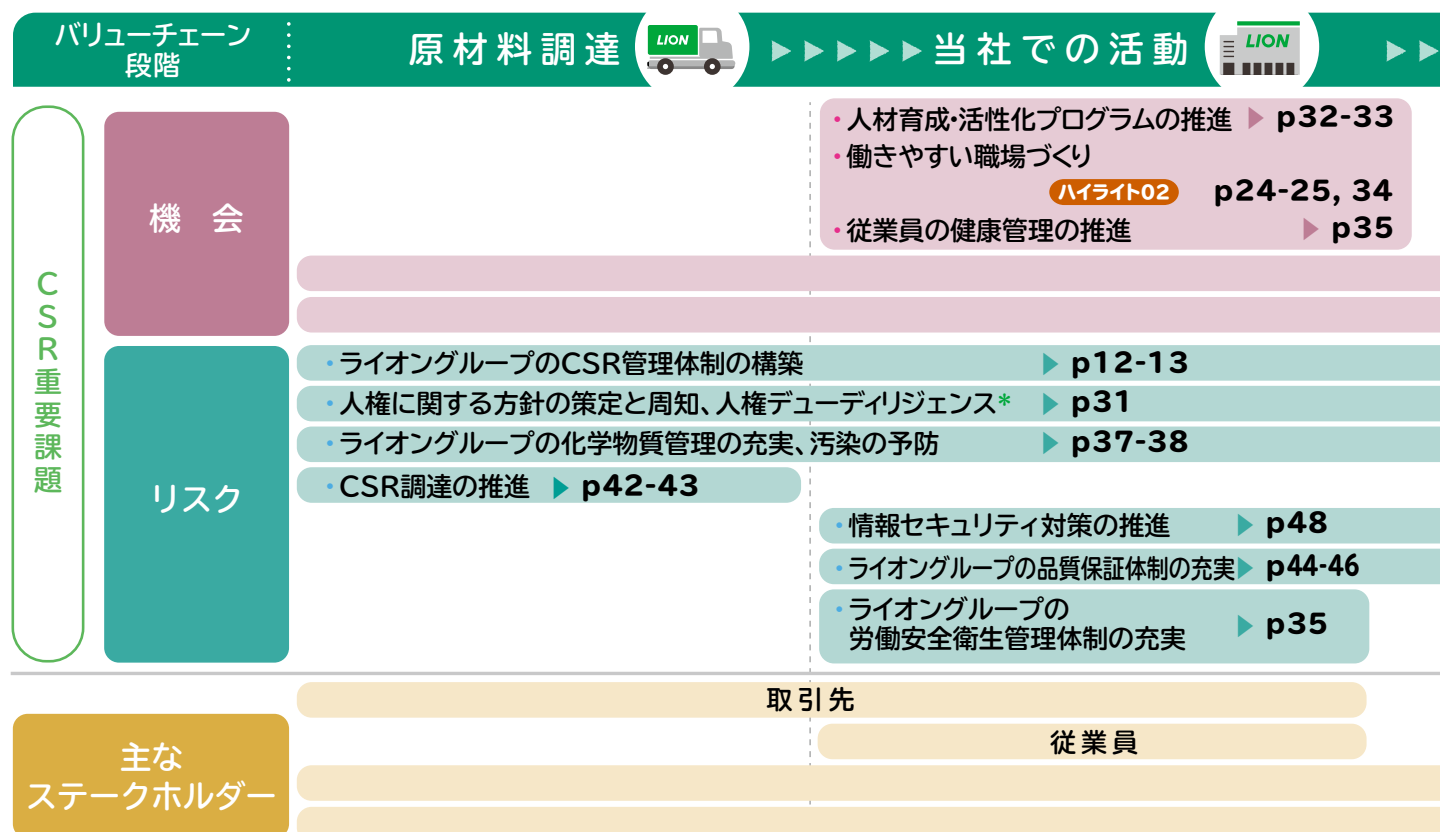 バリューチェーン
段階
原材料調達
LION
▶▶▶▶▶
当社での活動
LION
▶▶
CSR重要課題
機 会
・人材育成・活性化プログラムの推進 ▶ p32-33
・働きやすい職場づくり
ハイライト02 p24-25, 34
・従業員の健康管理の推進 ▶ p35
リスク
・ライオングループのCSR管理体制の構築 ▶ p12-13
・人権に関する方針の策定と周知、人権デューディリジェンス* ▶ p31
・ライオングループの化学物質管理の充実、汚染の予防 ▶ p37-38
・CSR調達の推進 ▶ p42-43
・情報セキュリティ対策の推進 ▶ p48
・ライオングループの品質保証体制の充実 ▶ p44-46
・ライオングループの
労働安全衛生管理体制の充実 ▶ p35
主な
ステークホルダー
取引先
従業員